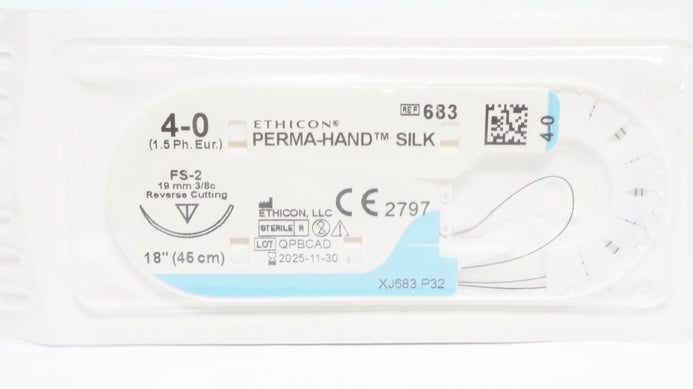 4-0
(1.5 Ph. Eur.)
ETHICON®
PERMA-HAND™ SILK
REF 683
4-0
FS-2
19 mm 3/8c
Reverse Cutting
ETHICON, LLC
CE 2797
STERILE R
LOT QPBCAD
2025-11-30
18" (45 cm)
XJ683.P32